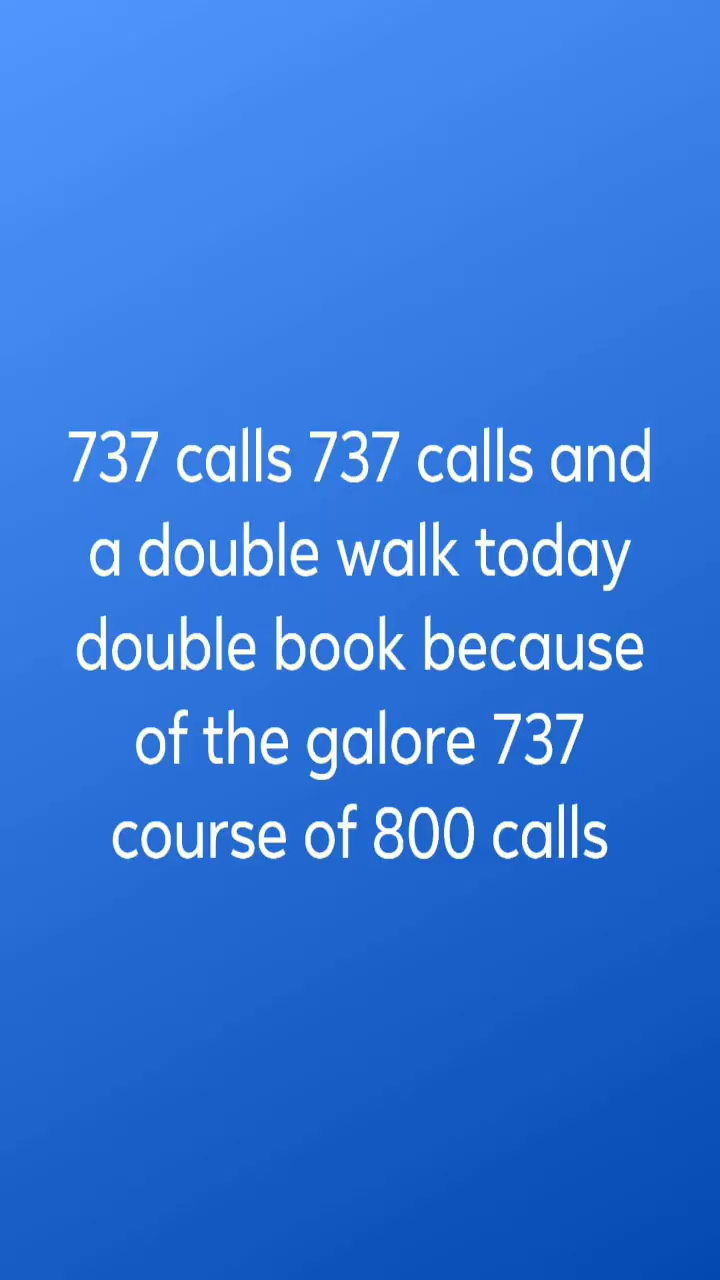 737 calls 737 calls and
a double walk today
double book because
of the galore 737
course of 800 calls